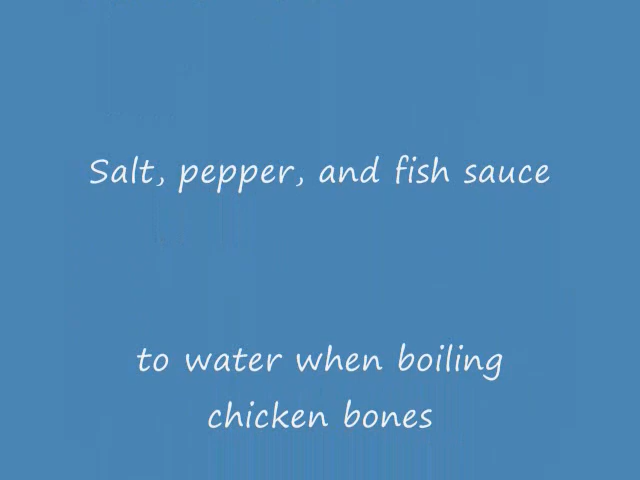 Salt, pepper, and fish sauce
to water when boiling
chicken bones